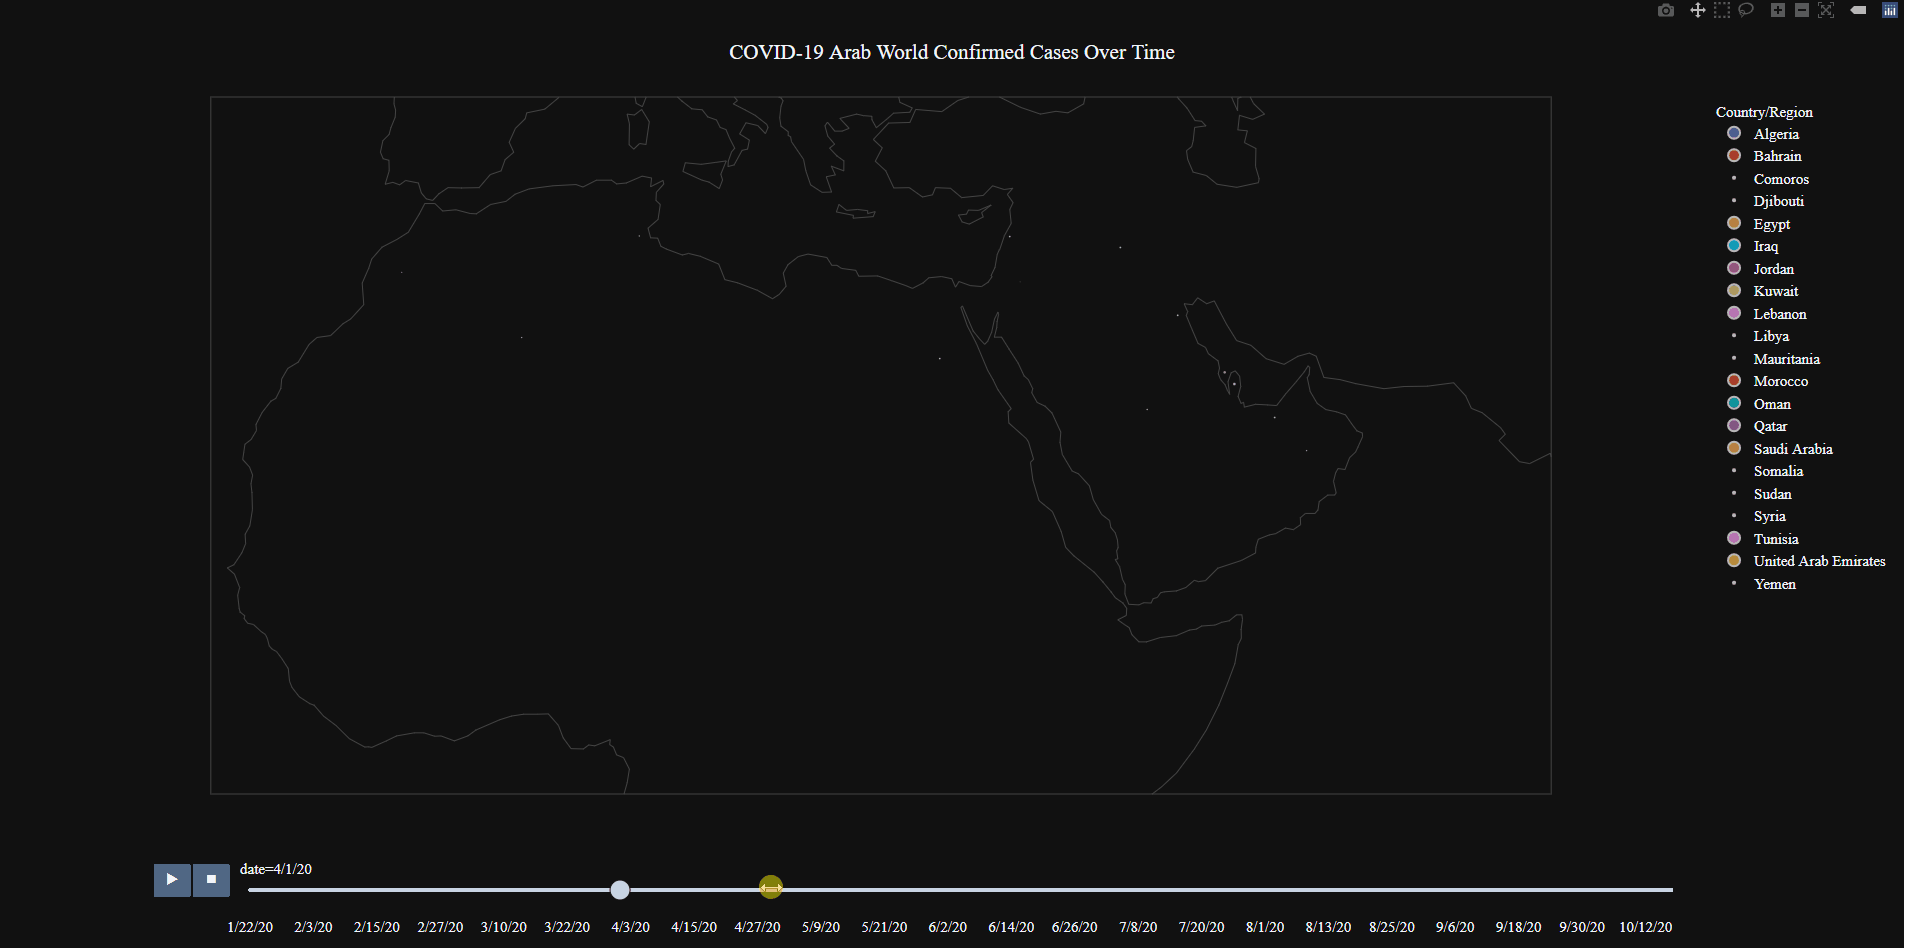 COVID-19 Arab World Confirmed Cases Over Time
Country/Region
Algeria
Bahrain
Comoros
Djibouti
Egypt
Iraq
Jordan
Kuwait
Lebanon
Libya
Mauritania
Morocco
Oman
Qatar
Saudi Arabia
Somalia
Sudan
Syria
Tunisia
United Arab Emirates
Yemen
date=4/1/20
1/22/20 2/3/20 2/15/20 2/27/20 3/10/20 3/22/20 4/3/20 4/15/20 4/27/20 5/9/20 5/21/20 6/2/20 6/14/20 6/26/20 7/8/20 7/20/20 8/1/20 8/13/20 8/25/20 9/6/20 9/18/20 9/30/20 10/12/20